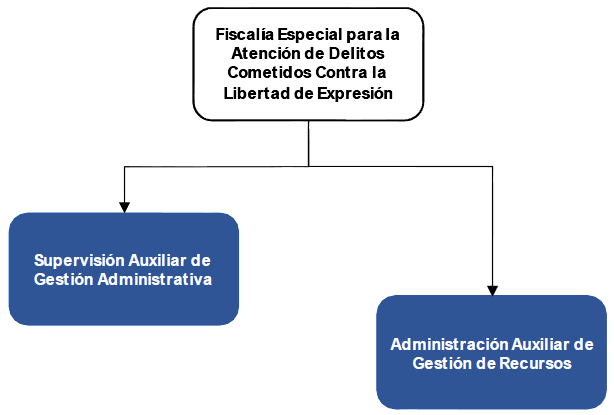 Fiscalía Especial para la
Atención de Delitos
Cometidos Contra la
Libertad de Expresión
Supervisión Auxiliar de
Gestión Administrativa
Administración Auxiliar de
Gestión de Recursos